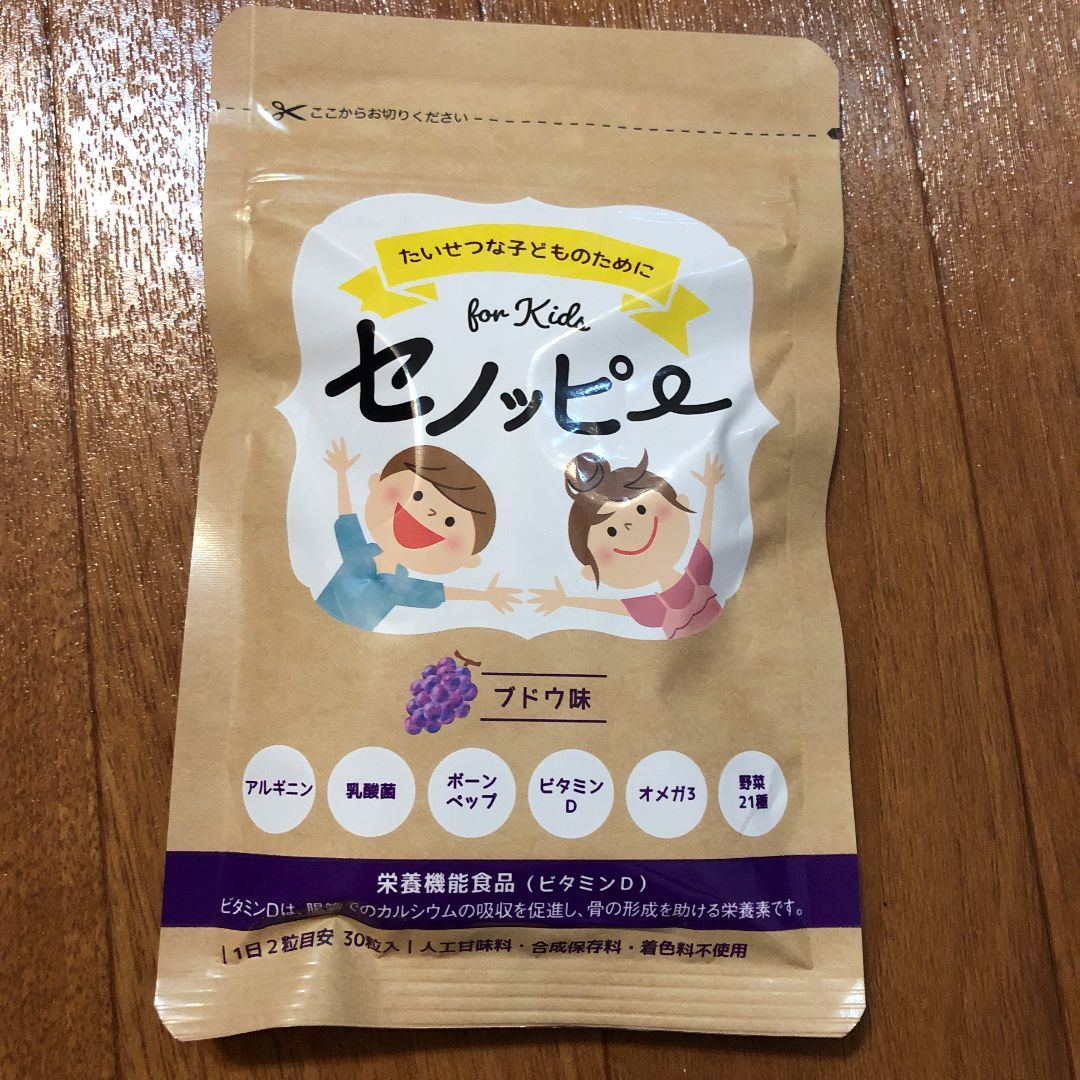 ここからお切りください
たいせつな子どものために
for Kids
セノッピー
ブドウ味
アルギニン
乳酸菌
ボーン
ペップ
ビタミン
D
オメガ3
野菜
21種
栄養機能食品（ビタミンD）
ビタミンDは、腸管でのカルシウムの吸収を促進し、骨の形成を助ける栄養素です。
|1日2粒目安 30粒入|人工甘味料・合成保存料・着色料不使用